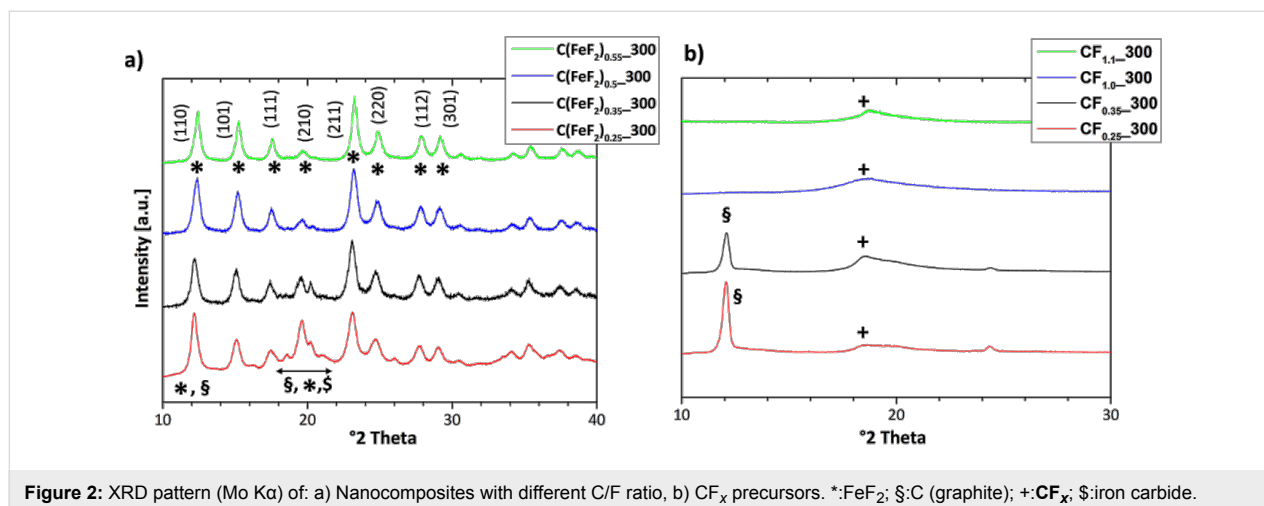 a)
C(FeF₂)₀.₅₅_300
C(FeF₂)₀.₅_300
C(FeF₂)₀.₃₅_300
C(FeF₂)₀.₂₅_300
(110)
(101)
(111)
(210)
(211)
(220)
(112)
(301)
* * * * * * * *
*, §
§, *,$
Intensity [a.u.]
10 20 30 40
°2 Theta
b)
CF₁.₁_300
CF₁.₀_300
CF₀.₃₅_300
CF₀.₂₅_300
+
+
§
+
§
+
10 20 30
°2 Theta
Figure 2: XRD pattern (Mo Kα) of: a) Nanocomposites with different C/F ratio, b) CFₓ precursors. *:FeF₂; §:C (graphite); +:CFₓ; $:iron carbide.